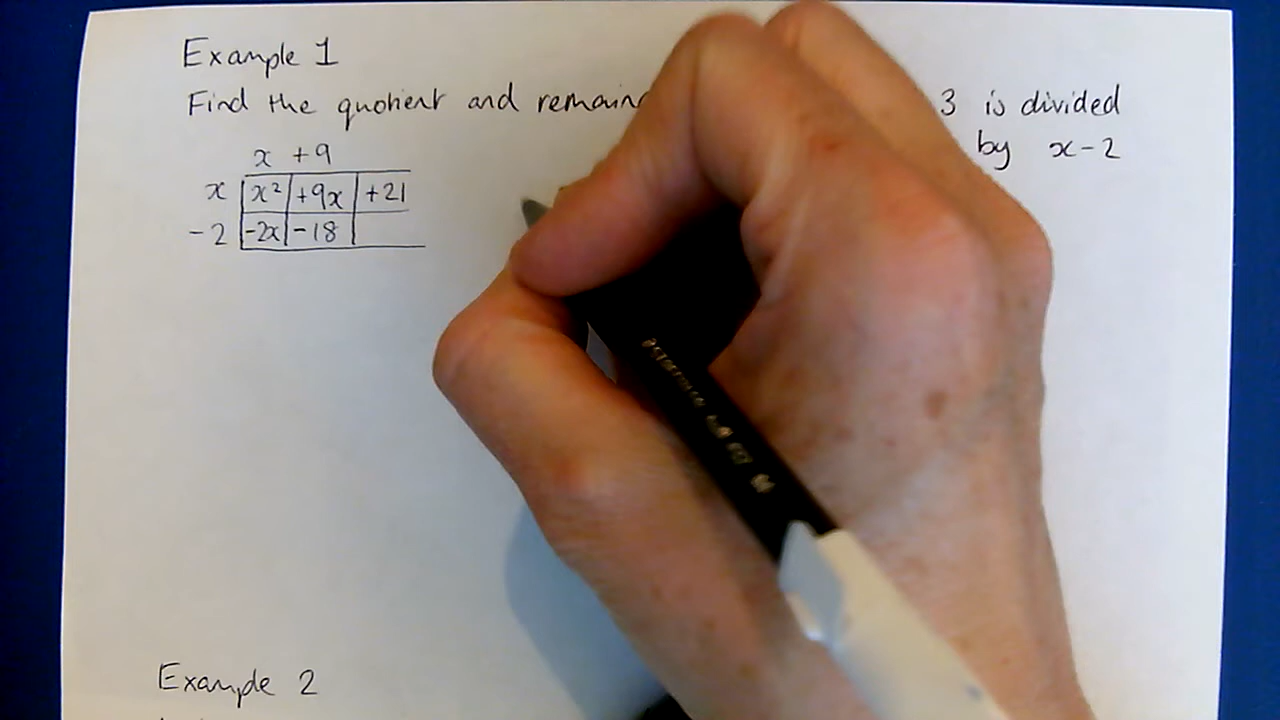 Example 1
Find the quotient and 3 is divided
by x-2
x +9
x x² +9x +21
-2 -2x -18
Example 2